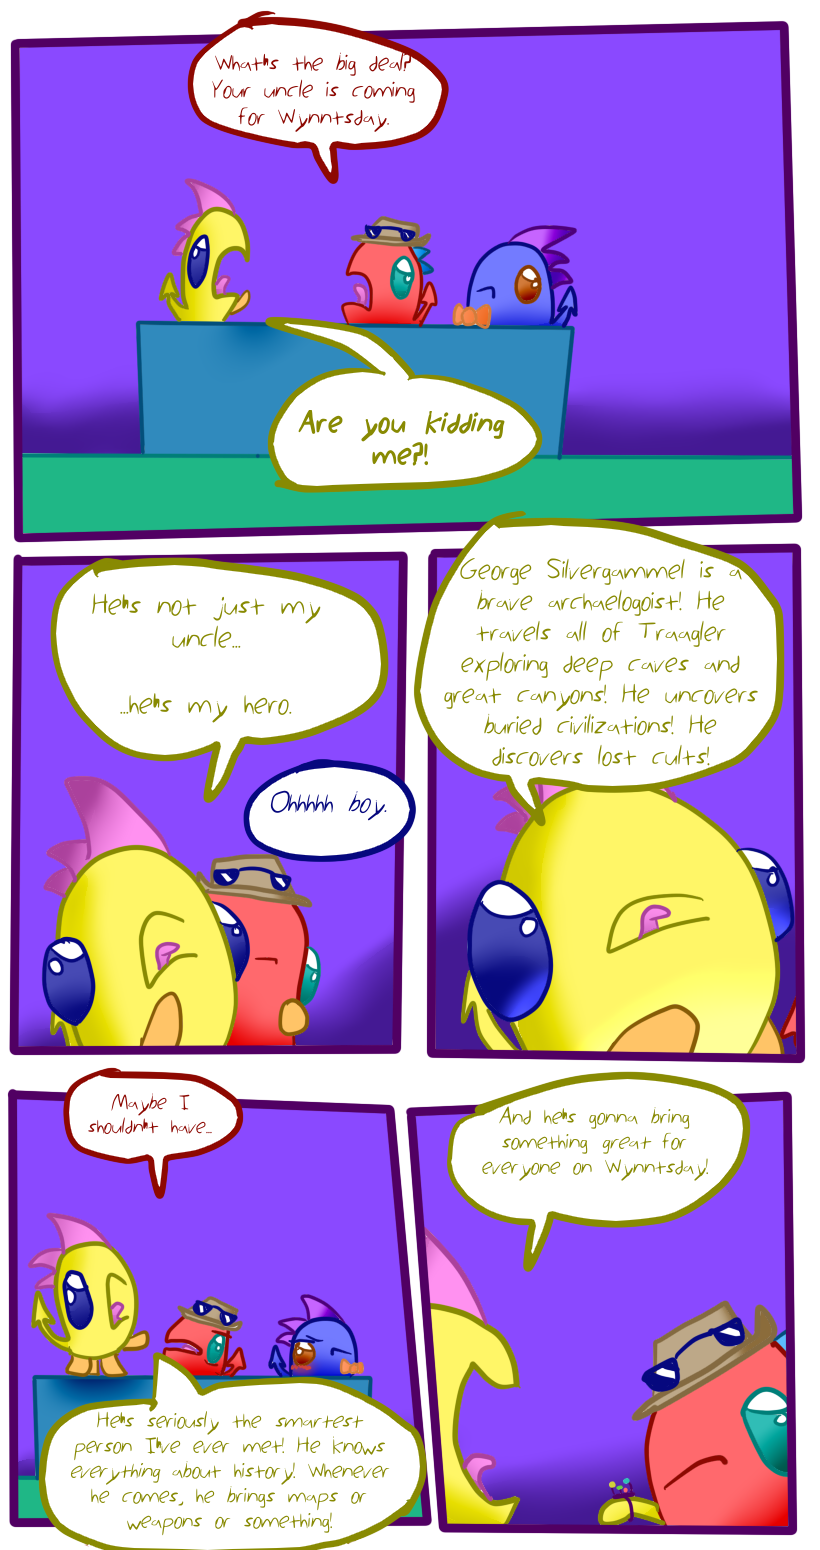 What's the big deal?
Your uncle is coming
for Wynntsday.
Are you kidding
me?!
He's not just my
uncle...
...he's my hero.
Ohhhhh boy.
George Silvergammel is a
brave archaelogoist! He
travels all of Traagler
exploring deep caves and
great canyons! He uncovers
buried civilizations! He
discovers lost cults!
Maybe I
shouldn't have...
He's seriously the smartest
person I've ever met! He knows
everything about history! Whenever
he comes, he brings maps or
weapons or something!
And he's gonna bring
something great for
everyone on Wynntsday!